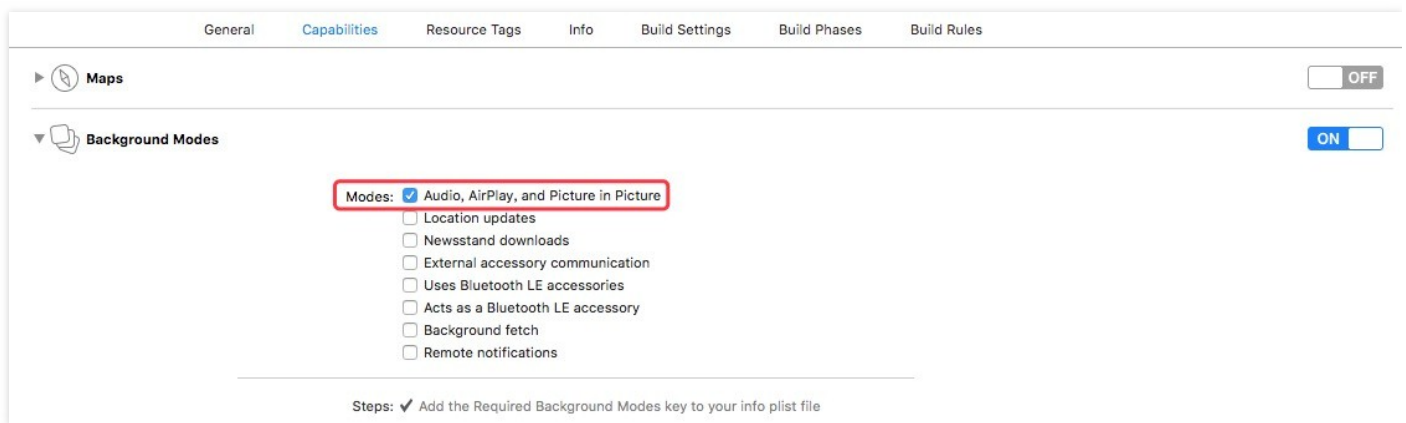 General Capabilities Resource Tags Info Build Settings Build Phases Build Rules
Maps OFF
Background Modes ON
Modes: Audio, AirPlay, and Picture in Picture
Location updates
Newsstand downloads
External accessory communication
Uses Bluetooth LE accessories
Acts as a Bluetooth LE accessory
Background fetch
Remote notifications
Steps: ✔ Add the Required Background Modes key to your info plist file